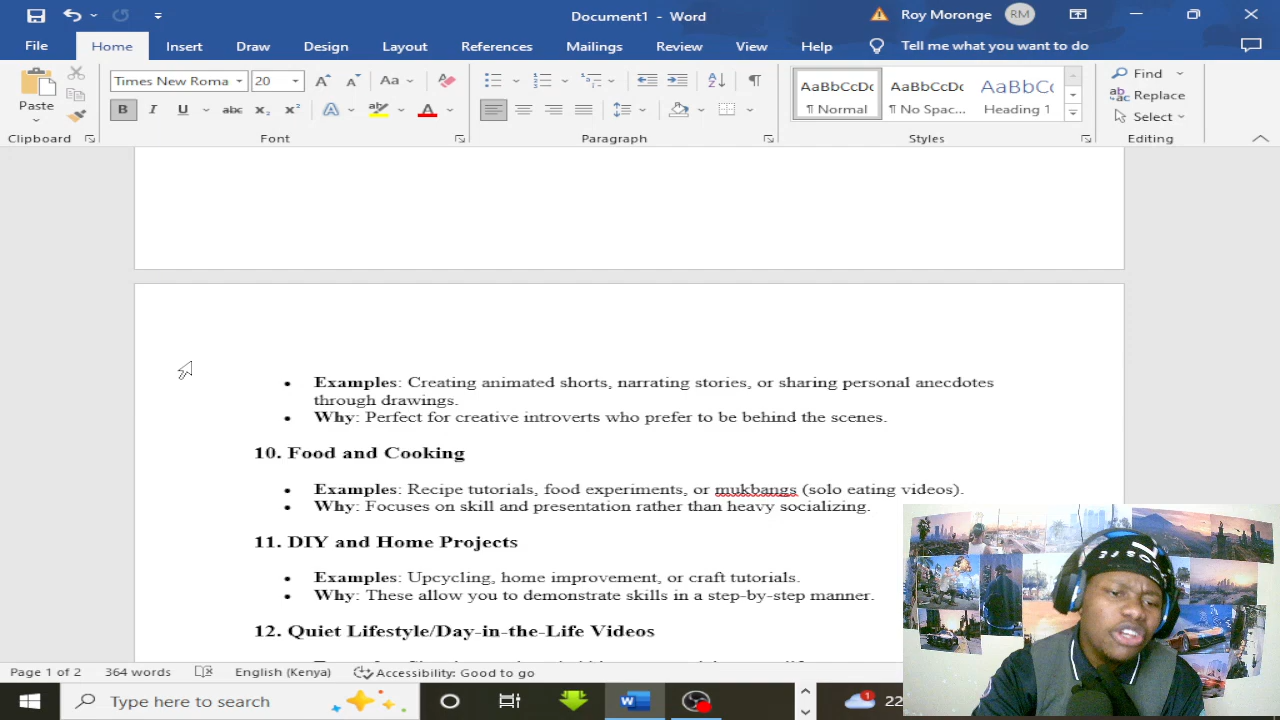 Document1 - Word
Roy Moronge RM
File Home Insert Draw Design Layout References Mailings Review View Help Tell me what you want to do
Times New Roma 20 Aa
AaBbCcDc AaBbCcDc AaBbCc
Find
Paste
Replace
B I U abc x₂ x² A A
¶ Normal ¶ No Spac... Heading 1
Select
Clipboard Font Paragraph Styles Editing
• Examples: Creating animated shorts, narrating stories, or sharing personal anecdotes
through drawings.
• Why: Perfect for creative introverts who prefer to be behind the scenes.
10. Food and Cooking
• Examples: Recipe tutorials, food experiments, or mukbangs (solo eating videos).
• Why: Focuses on skill and presentation rather than heavy socializing.
11. DIY and Home Projects
• Examples: Upcycling, home improvement, or craft tutorials.
• Why: These allow you to demonstrate skills in a step-by-step manner.
12. Quiet Lifestyle/Day-in-the-Life Videos
Page 1 of 2 364 words English (Kenya) Accessibility: Good to go
Type here to search
1
22